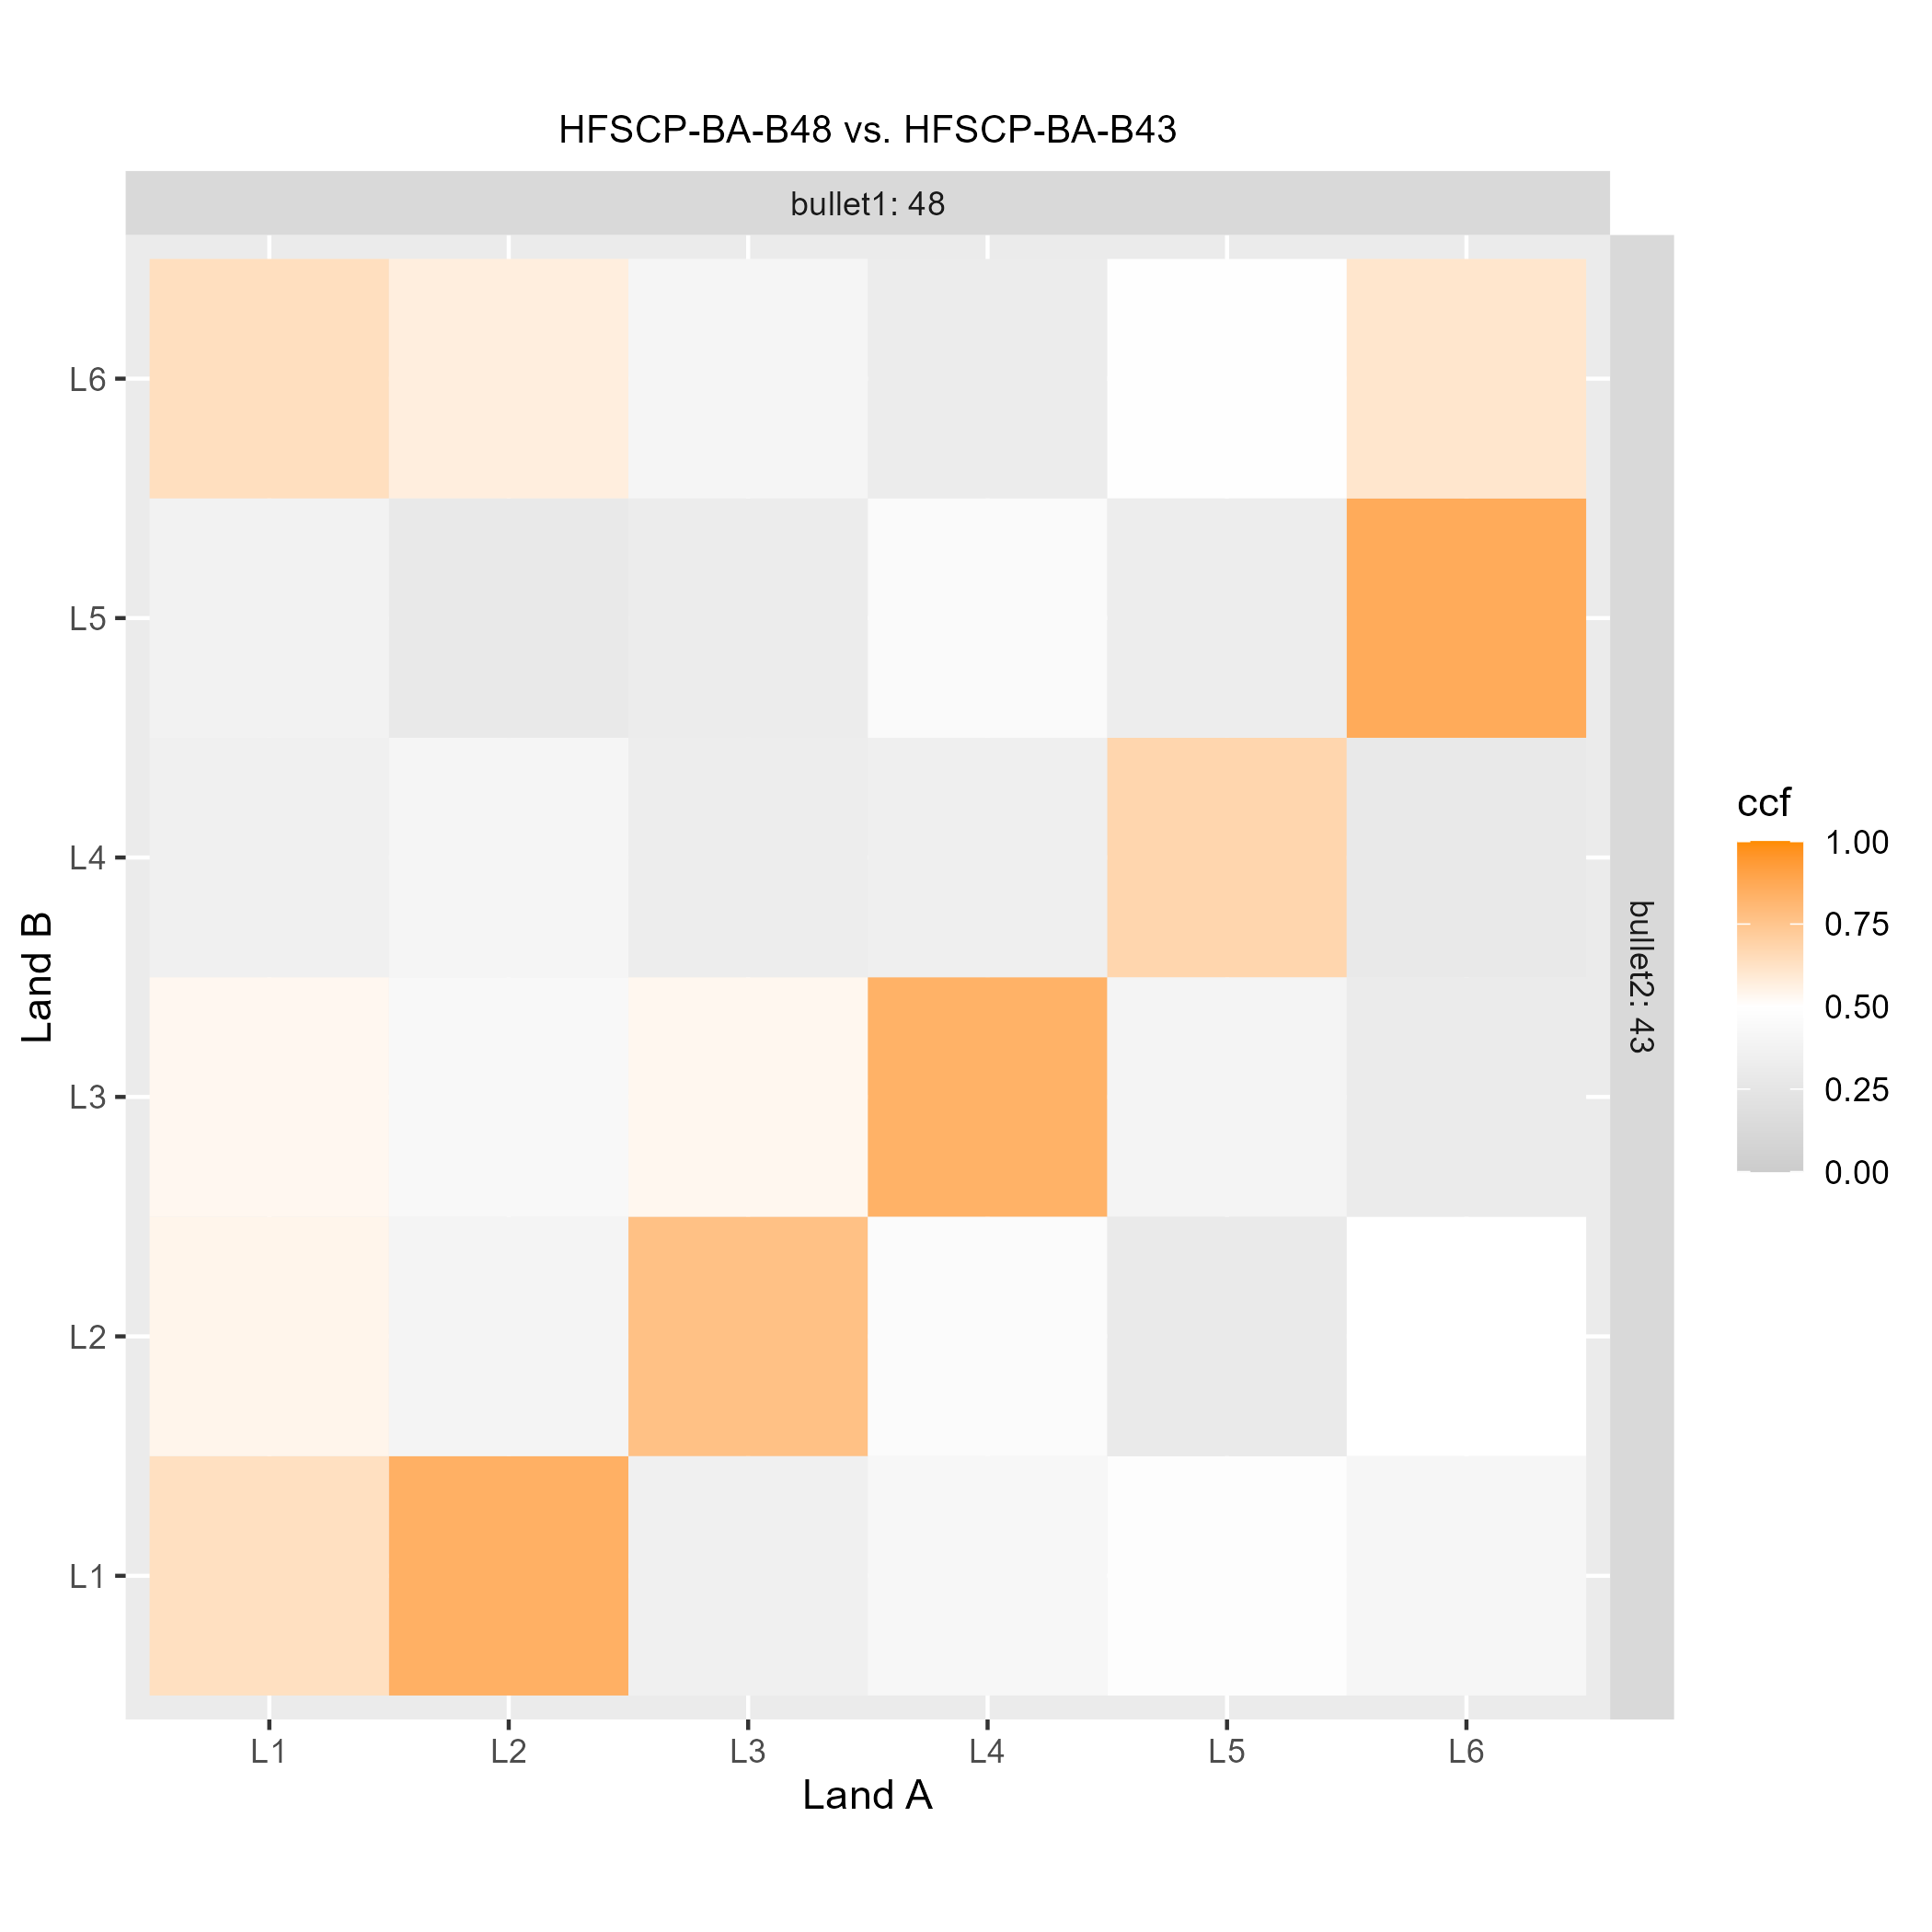 HFSCP-BA-B48 vs. HFSCP-BA-B43
bullet1: 48
L6
L5
L4
L3
L2
L1
Land B
bullet2: 43
ccf
1.00
0.75
0.50
0.25
0.00
L1 L2 L3 L4 L5 L6
Land A